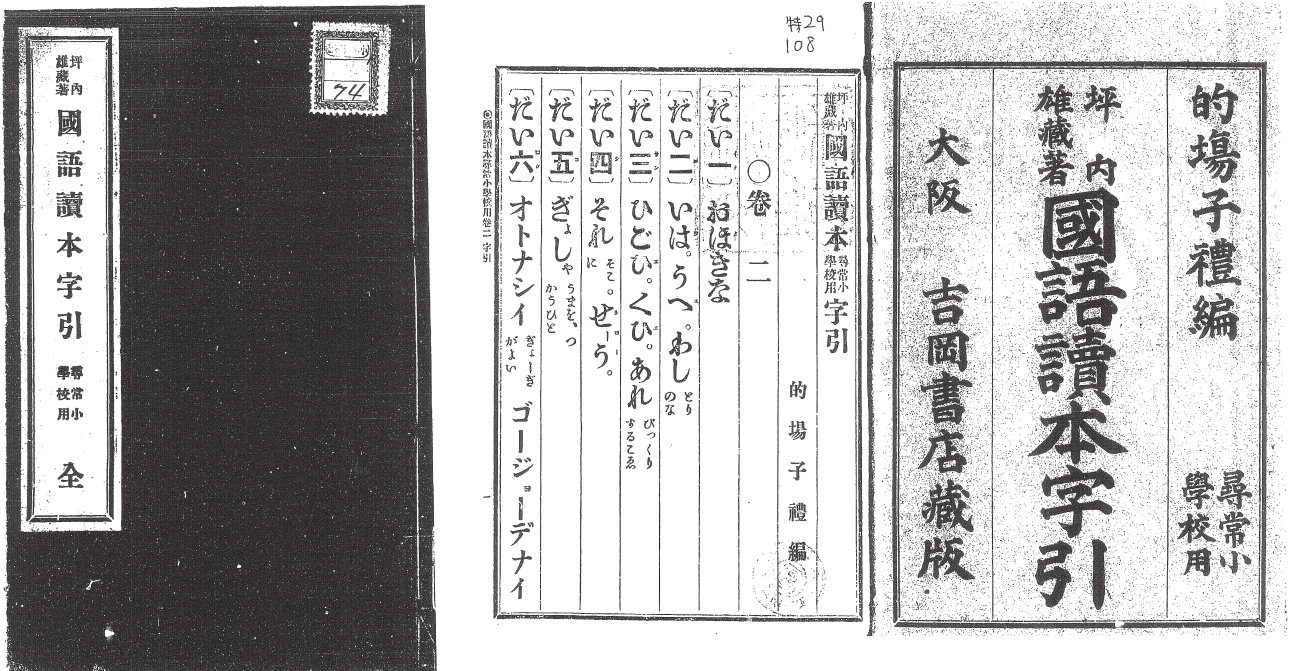 坪内
雄藏著
國語讀本字引
尋常小
學校用
全
74
特29
108
坪内
雄藏著
國語讀本
尋常小
學校用
字引
的場子禮編
○卷二
〔だい一〕おほきな
〔だい二〕いは。うへ。わし
とり
のな
〔だい三〕ひごひ。くひ。あれ
びっくり
するこゑ
〔だい四〕それ
そこ。
に
せーう。
〔だい五〕ぎょしゃ
うまを、つ
かうひと
〔だい六〕オトナシイ
ぎょーぎ
がよい
ゴージョーデナイ
◎國語讀本尋常小學校用卷二字引
一
的場子禮編
尋常小
學校用
坪内
雄藏著
國語讀本字引
大阪 吉岡書店藏版